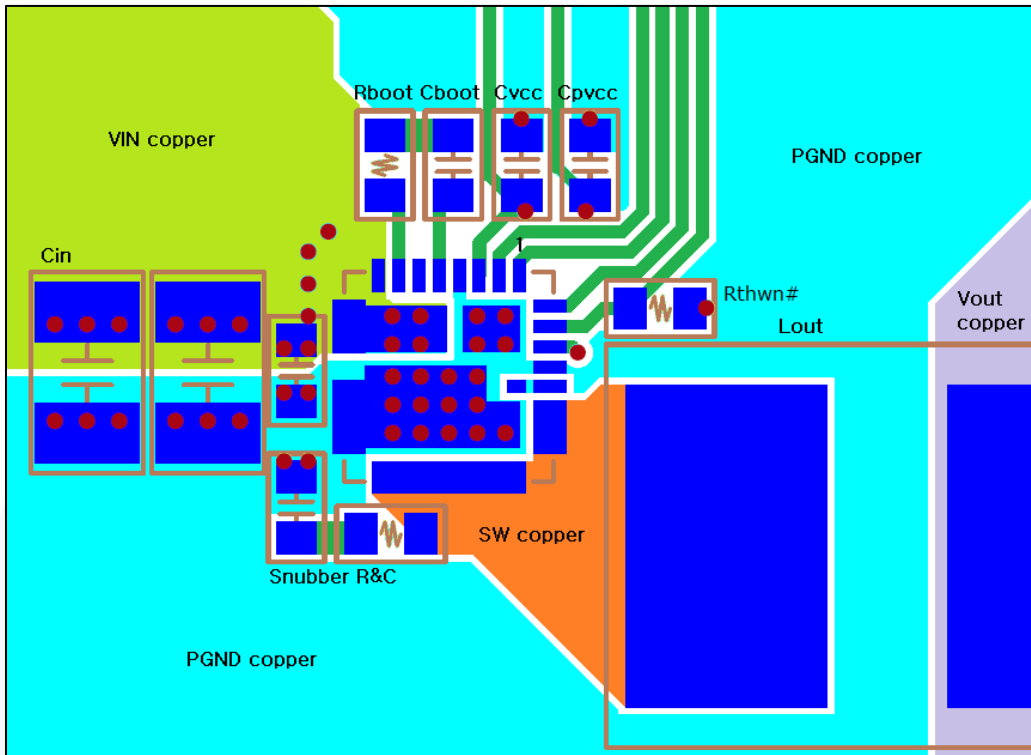 Rboot Cboot Cvcc Cpvcc
VIN copper
PGND copper
1
Cin
Rthwn#
Vout
copper
Lout
SW copper
Snubber R&C
PGND copper